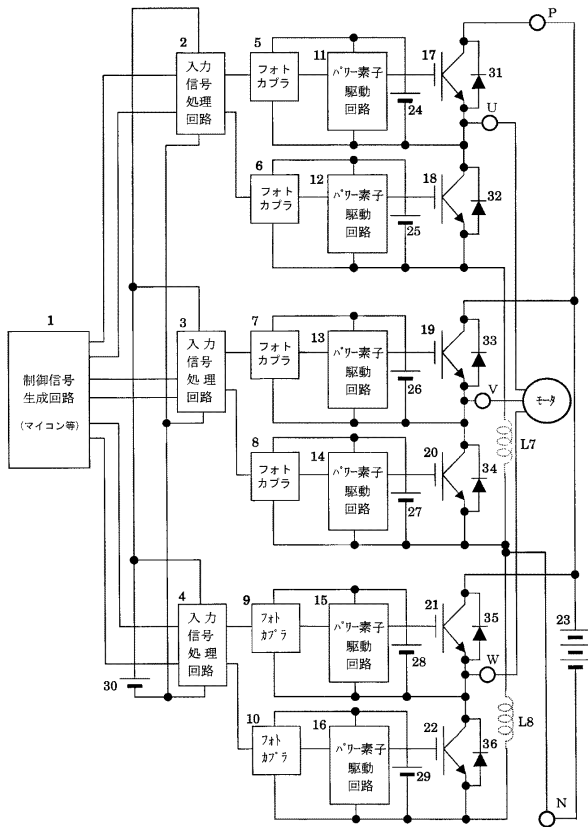 P
2
入力
信号
処理
回路
5
フォト
カプラ
11
パワー素子
駆動
回路
17
24
31
U
6
フォト
カプラ
12
パワー素子
駆動
回路
18
25
32
1
制御信号
生成回路
(マイコン等)
3
入力
信号
処理
回路
7
フォト
カプラ
13
パワー素子
駆動
回路
19
26
33
V
モータ
L7
8
フォト
カプラ
14
パワー素子
駆動
回路
20
27
34
4
入力
信号
処理
回路
30
9
フォト
カプラ
15
パワー素子
駆動
回路
21
28
35
W
23
L8
10
フォト
カプラ
16
パワー素子
駆動
回路
22
29
36
N